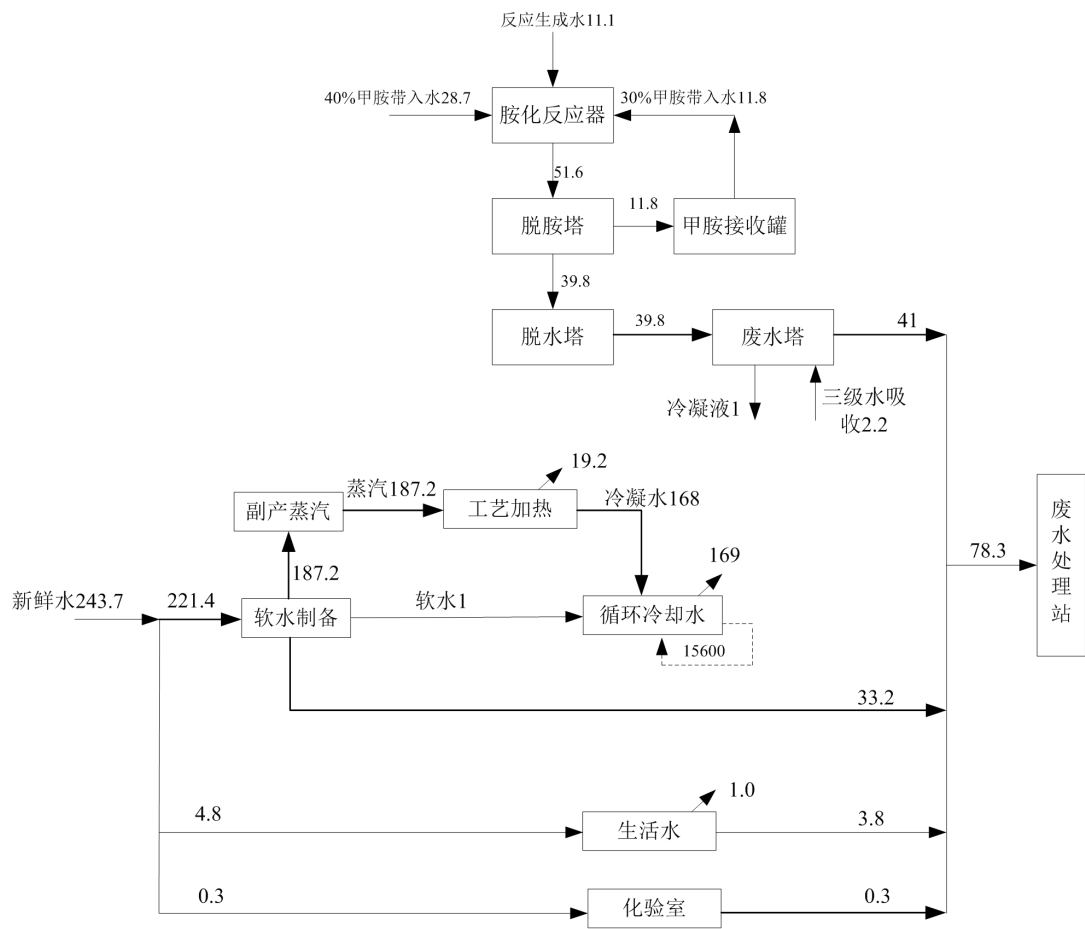 反应生成水11.1
40%甲胺带入水28.7
胺化反应器
30%甲胺带入水11.8
51.6
脱胺塔
11.8
甲胺接收罐
39.8
脱水塔
39.8
废水塔
41
冷凝液1
三级水吸
收2.2
19.2
蒸汽187.2
副产蒸汽
工艺加热
冷凝水168
187.2
169
新鲜水243.7
221.4
软水制备
软水1
循环冷却水
15600
33.2
78.3
废
水
处
理
站
1.0
4.8
生活水
3.8
0.3
化验室
0.3